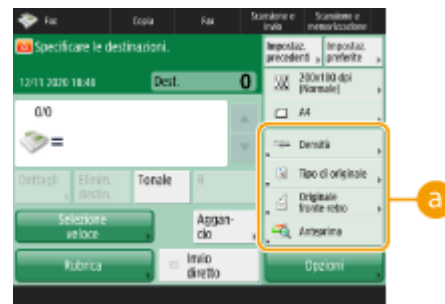 Fax
Copia
Fax
Scansione e
invio
Scansione e
memorizzazione
Specificare le destinazioni.
Impostaz.
precedenti
Impostaz.
preferite
12/11 2020 18:48
Dest.
0
200x100 dpi
(Normale)
0/0
A4
=
Densità
Dettagli
Elimin.
destin.
Tonale
R
Tipo di originale
Originale
fronte-retro
Selezione
veloce
Aggan-
cio
Anteprima
a
Rubrica
Invio
diretto
Opzioni